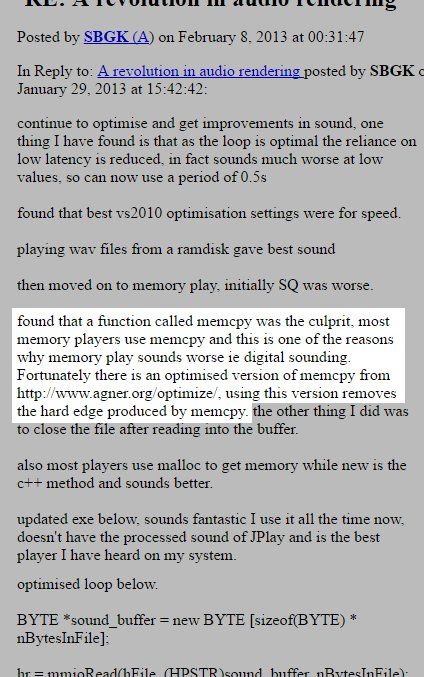 RE: A revolution in audio rendering
Posted by SBGK (A) on February 8, 2013 at 00:31:47
In Reply to: A revolution in audio rendering posted by SBGK
January 29, 2013 at 15:42:42:
continue to optimise and get improvements in sound, one
thing I have found is that as the loop is optimal the reliance on
low latency is reduced, in fact sounds much worse at low
values, so can now use a period of 0.5s
found that best vs2010 optimisation settings were for speed.
playing wav files from a ramdisk gave best sound
then moved on to memory play, initially SQ was worse.
found that a function called memcpy was the culprit, most
memory players use memcpy and this is one of the reasons
why memory play sounds worse ie digital sounding.
Fortunately there is an optimised version of memcpy from
http://www.agner.org/optimize/, using this version removes
the hard edge produced by memcpy. the other thing I did was
to close the file after reading into the buffer.
also most players use malloc to get memory while new is the
c++ method and sounds better.
updated exe below, sounds fantastic I use it all the time now,
doesn't have the processed sound of JPlay and is the best
player I have heard on my system.
optimised loop below.
BYTE *sound_buffer = new BYTE [sizeof(BYTE) *
nBytesInFile];
hr = mmioRead(hFile, (HPSTR)sound_buffer, nBytesInFile);